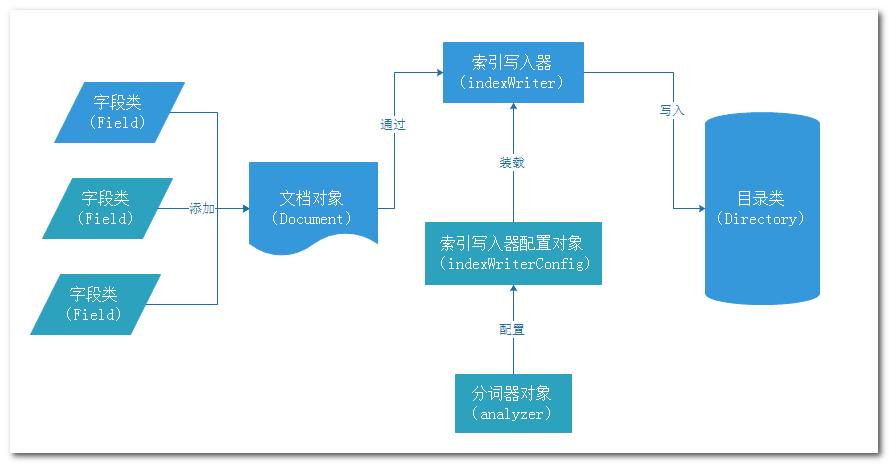 字段类
（Field）
字段类
（Field）
字段类
（Field）
添加
文档对象
（Document）
通过
索引写入器
（indexWriter）
装载
索引写入器配置对象
（indexWriterConfig）
配置
分词器对象
（analyzer）
写入
目录类
（Directory）